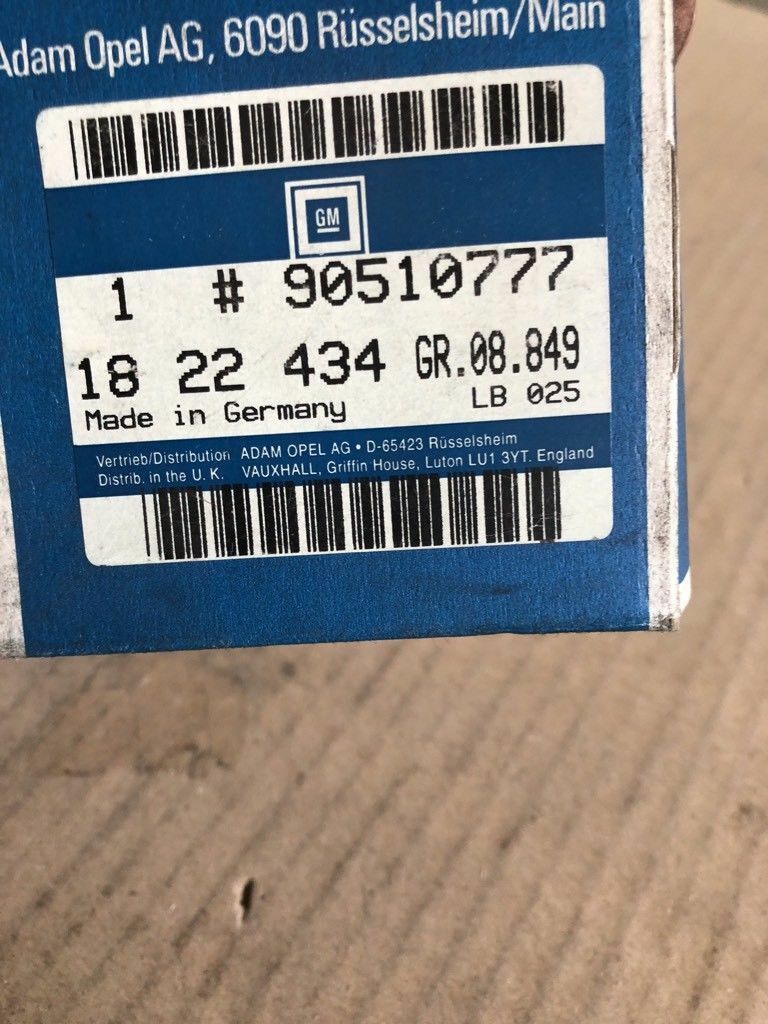 Adam Opel AG, 6090 Rüsselsheim/Main
GM
1 # 90510777
18 22 434 GR.08.849
Made in Germany LB 025
Vertrieb/Distribution ADAM OPEL AG • D-65423 Rüsselsheim
Distrib. in the U. K. VAUXHALL, Griffin House, Luton LU1 3YT. England